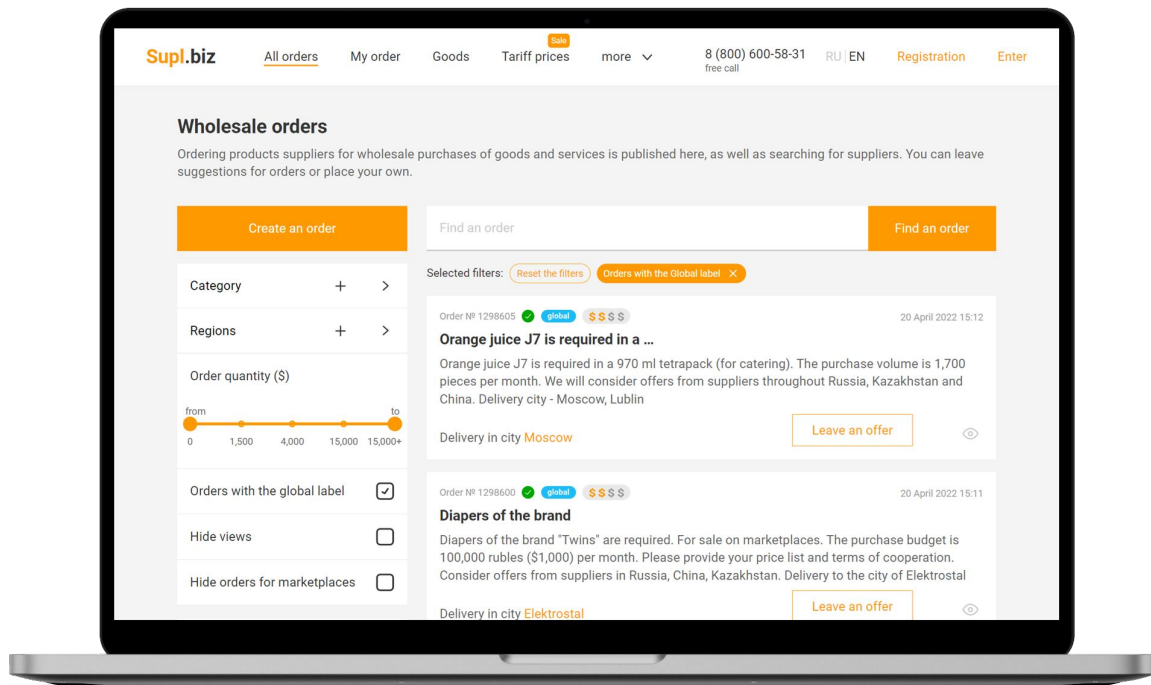 Supl.biz
All orders
My order
Goods
Sale
Tariff prices
more
8 (800) 600-58-31
free call
RU | EN
Registration
Enter
Wholesale orders
Ordering products suppliers for wholesale purchases of goods and services is published here, as well as searching for suppliers. You can leave
suggestions for orders or place your own.
Create an order
Find an order
Find an order
Selected filters:
Reset the filters
Orders with the Global label
Category
Regions
Order quantity ($)
from
to
0 1,500 4,000 15,000 15,000+
Orders with the global label
Hide views
Hide orders for marketplaces
Order № 1298605
global
$$$$
20 April 2022 15:12
Orange juice J7 is required in a ...
Orange juice J7 is required in a 970 ml tetrapack (for catering). The purchase volume is 1,700
pieces per month. We will consider offers from suppliers throughout Russia, Kazakhstan and
China. Delivery city - Moscow, Lublin
Delivery in city Moscow
Leave an offer
Order № 1298600
global
$$$$
20 April 2022 15:11
Diapers of the brand
Diapers of the brand "Twins" are required. For sale on marketplaces. The purchase budget is
100,000 rubles ($1,000) per month. Please provide your price list and terms of cooperation.
Consider offers from suppliers in Russia, China, Kazakhstan. Delivery to the city of Elektrostal
Delivery in city Elektrostal
Leave an offer